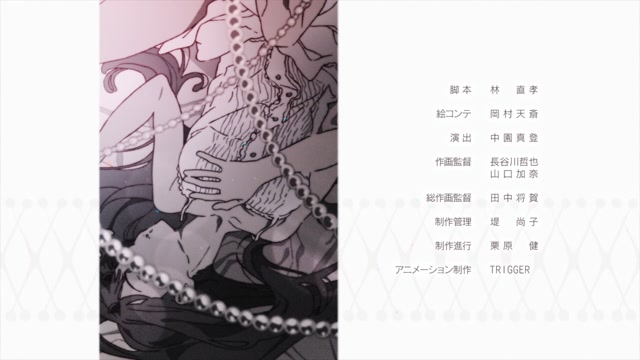 脚本 林 直孝
絵コンテ 岡村天斎
演出 中園真登
作画監督 長谷川哲也
山口加奈
総作画監督 田中将賀
制作管理 堤 尚子
制作進行 栗原 健
アニメーション制作 TRIGGER